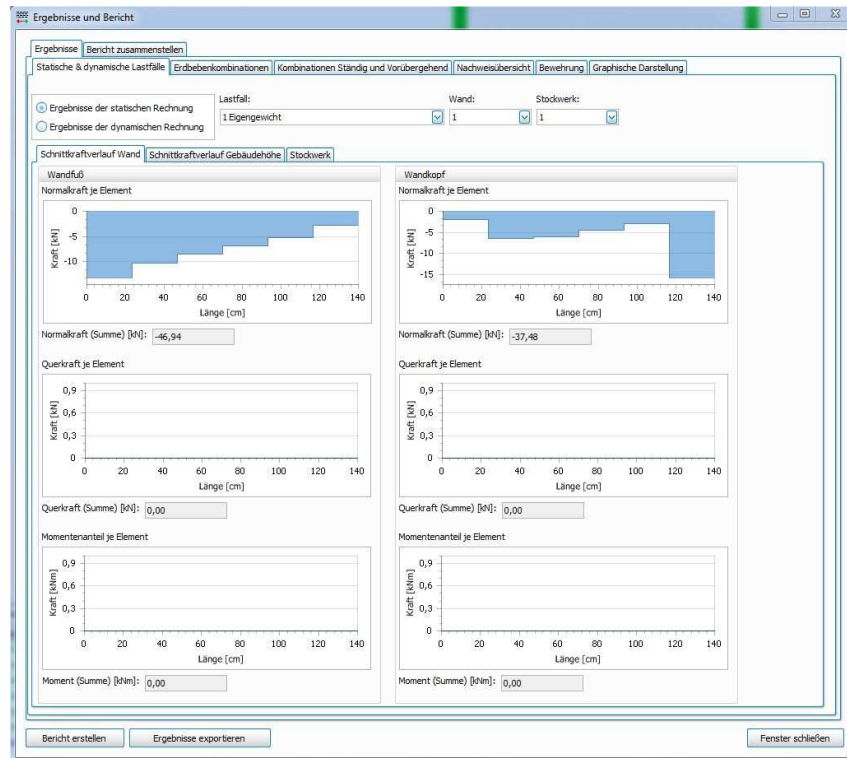 Ergebnisse und Bericht
Ergebnisse Bericht zusammenstellen
Statische & dynamische Lastfälle Erdbebenkombinationen Kombinationen Ständig und Vorübergehend Nachweisübersicht Bewehrung Graphische Darstellung
Ergebnisse der statischen Rechnung
Ergebnisse der dynamischen Rechnung
Lastfall: Wand: Stockwerk:
1 Eigengewicht 1 1
Schnittkraftverlauf Wand Schnittkraftverlauf Gebäudehöhe Stockwerk
Wandfuß
Normalkraft je Element
Kraft [kN]
0
-5
-10
0 20 40 60 80 100 120 140
Länge [cm]
Normalkraft (Summe) [kN]: -46,94
Querkraft je Element
Kraft [kN]
0,9
0,6
0,3
0
0 20 40 60 80 100 120 140
Länge [cm]
Querkraft (Summe) [kN]: 0,00
Momentenanteil je Element
Kraft [kNm]
0,9
0,6
0,3
0
0 20 40 60 80 100 120 140
Länge [cm]
Moment (Summe) [kNm]: 0,00
Wandkopf
Normalkraft je Element
Kraft [kN]
0
-5
-10
-15
0 20 40 60 80 100 120 140
Länge [cm]
Normalkraft (Summe) [kN]: -37,48
Querkraft je Element
Kraft [kN]
0,9
0,6
0,3
0
0 20 40 60 80 100 120 140
Länge [cm]
Querkraft (Summe) [kN]: 0,00
Momentenanteil je Element
Kraft [kNm]
0,9
0,6
0,3
0
0 20 40 60 80 100 120 140
Länge [cm]
Moment (Summe) [kNm]: 0,00
Bericht erstellen Ergebnisse exportieren Fenster schließen